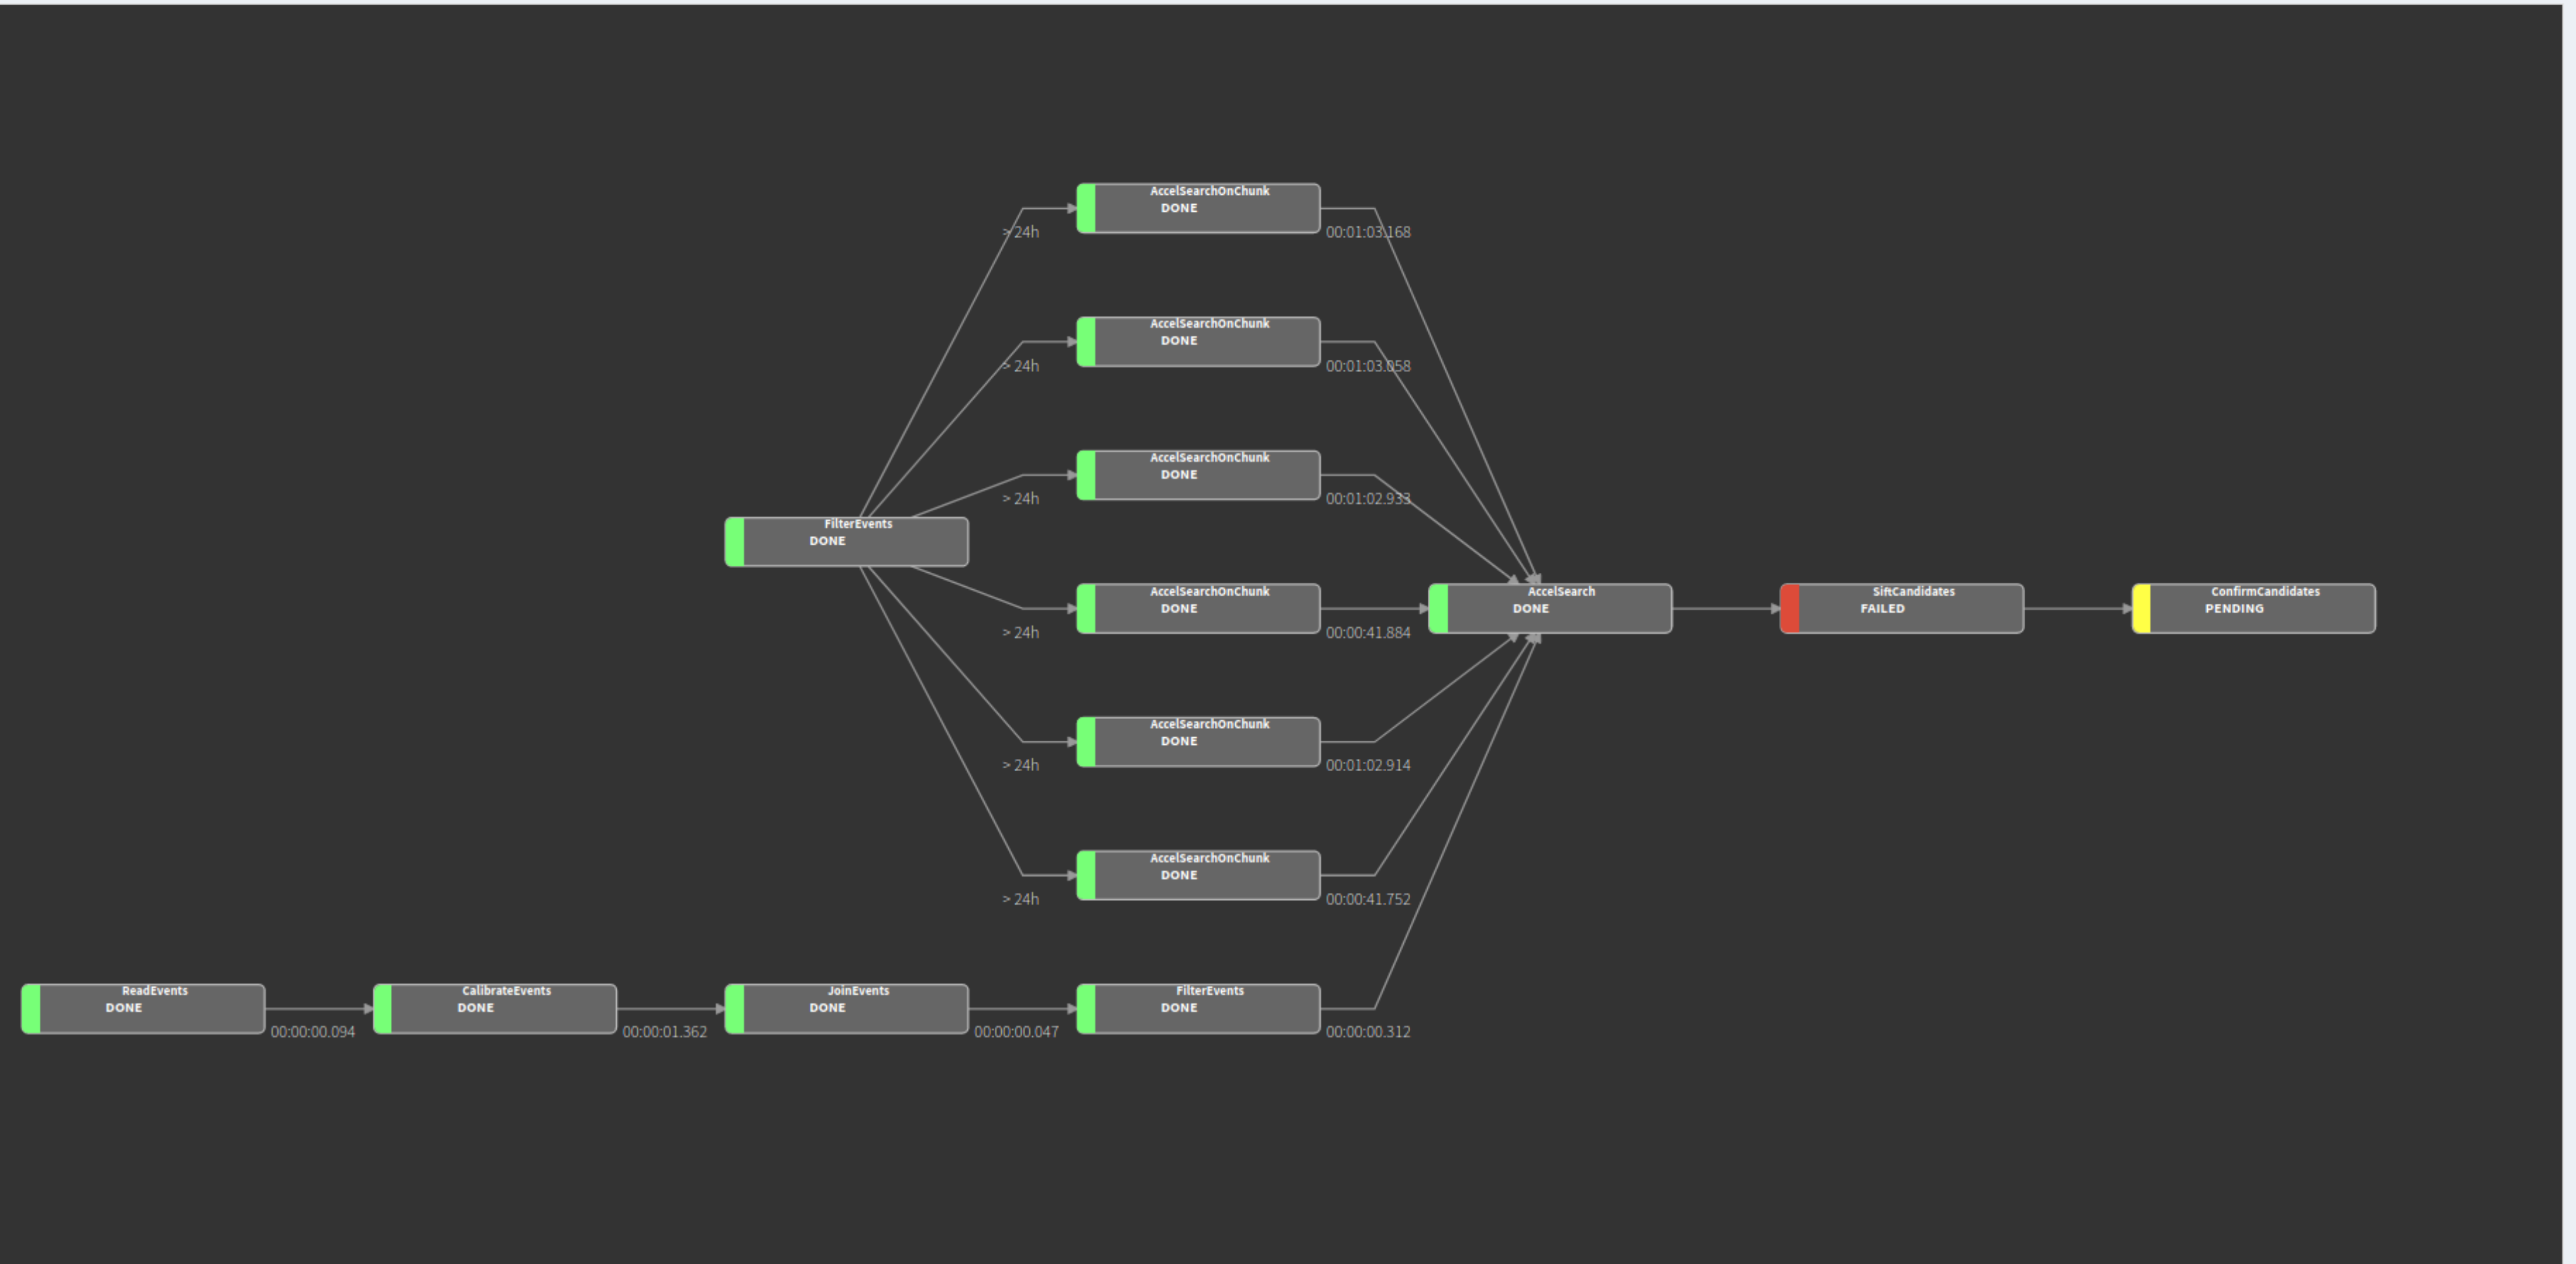 AccelSearchOnChunk
DONE
> 24h
00:01:03.168
AccelSearchOnChunk
DONE
> 24h
00:01:03.058
AccelSearchOnChunk
DONE
> 24h
00:01:02.933
FilterEvents
DONE
AccelSearchOnChunk
DONE
> 24h
00:00:41.884
AccelSearch
DONE
SiftCandidates
FAILED
ConfirmCandidates
PENDING
AccelSearchOnChunk
DONE
> 24h
00:01:02.914
AccelSearchOnChunk
DONE
> 24h
00:00:41.752
ReadEvents
DONE
00:00:00.094
CalibrateEvents
DONE
00:00:01.362
JoinEvents
DONE
00:00:00.047
FilterEvents
DONE
00:00:00.312